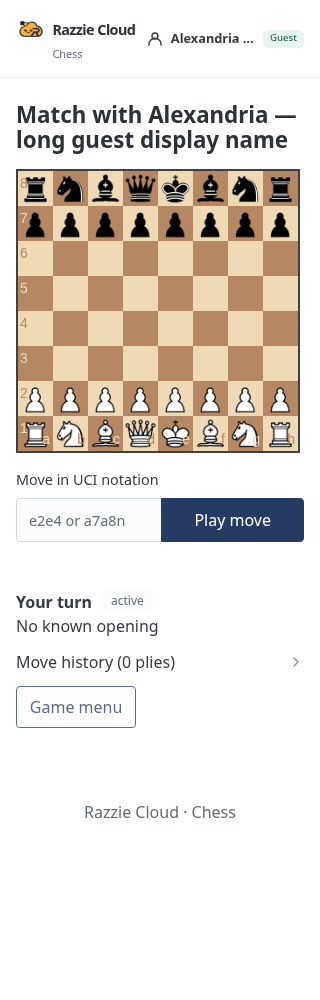 Razzie Cloud
Chess
Alexandria ...
Guest
Match with Alexandria —
long guest display name
8
7
6
5
4
3
2
1
a
c
d
e
f
g
h
Move in UCI notation
e2e4 or a7a8n
Play move
Your turn
active
No known opening
Move history (0 plies)
Game menu
Razzie Cloud · Chess